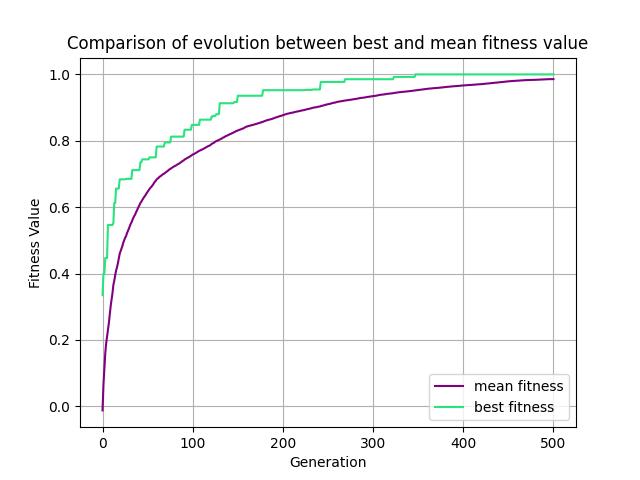 Comparison of evolution between best and mean fitness value
1.0
0.8
0.6
0.4
0.2
0.0
Fitness Value
mean fitness
best fitness
0 100 200 300 400 500
Generation